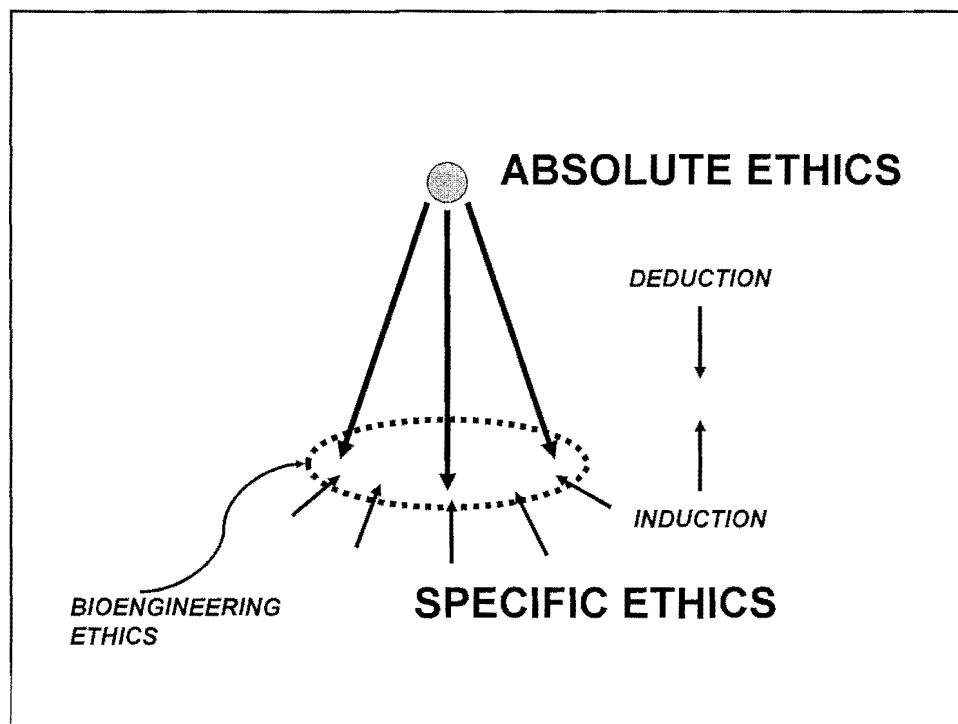 ABSOLUTE ETHICS
DEDUCTION
INDUCTION
SPECIFIC ETHICS
BIOENGINEERING
ETHICS